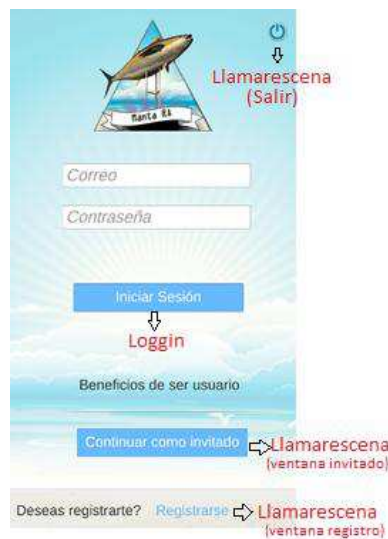 Llamarescena
(Salir)
Manta RA
Correo
Contraseña
Iniciar Sesión
Loggin
Beneficios de ser usuario
Continuar como invitado
Llamarescena
(ventana invitado)
Deseas registrarte? Registrarse
Llamarescena
(ventana registro)